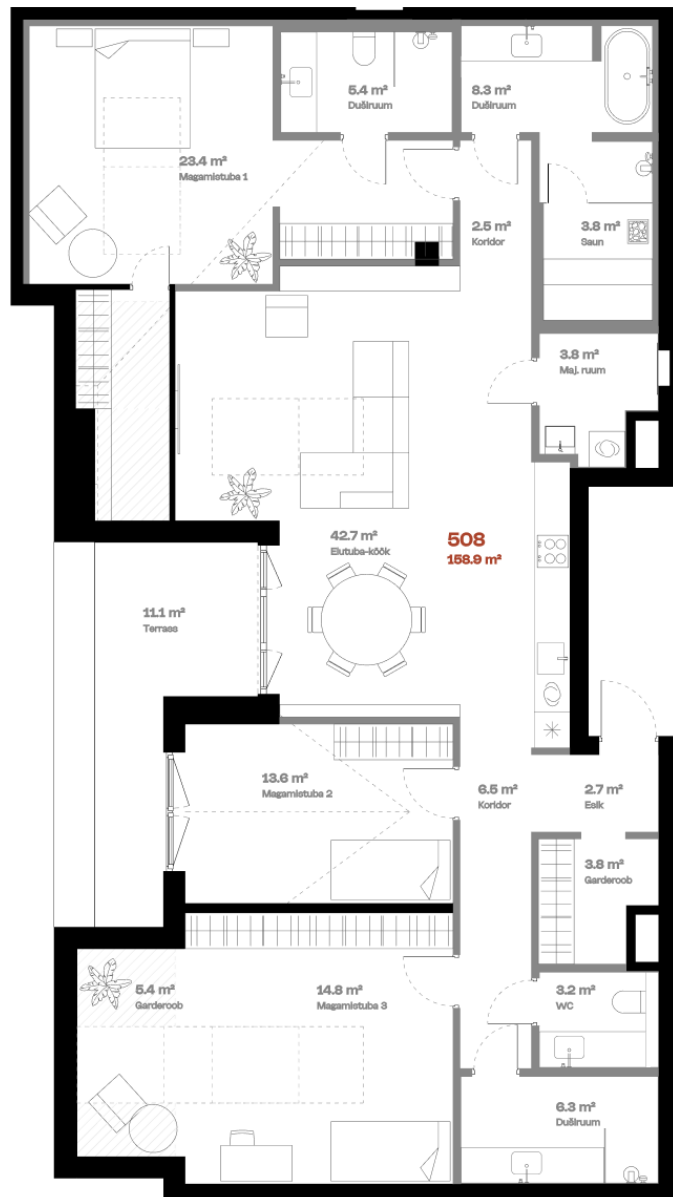 5.4 m²
Duširuum
8.3 m²
Duširuum
23.4 m²
Magamistuba 1
2.5 m²
Koridor
3.8 m²
Saun
3.8 m²
Maj. ruum
42.7 m²
Elutuba-köök
508
158.9 m²
11.1 m²
Terrass
13.6 m²
Magamistuba 2
6.5 m²
Koridor
2.7 m²
Esik
3.8 m²
Garderoob
5.4 m²
Garderoob
14.8 m²
Magamistuba 3
3.2 m²
WC
6.3 m²
Duširuum